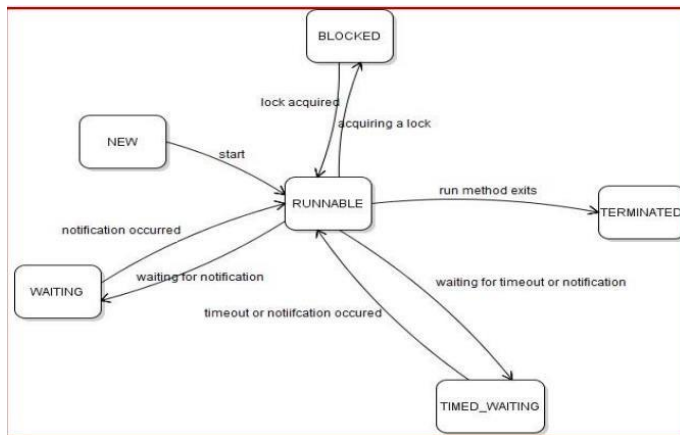 BLOCKED
lock acquired
acquiring a lock
NEW
start
RUNNABLE
run method exits
TERMINATED
notification occurred
waiting for notification
WAITING
waiting for timeout or notification
timeout or notiifcation occured
TIMED_WAITING